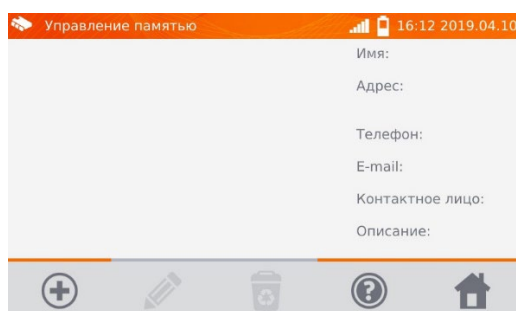 Управление памятью
16:12 2019.04.10
Имя:
Адрес:
Телефон:
E-mail:
Контактное лицо:
Описание: